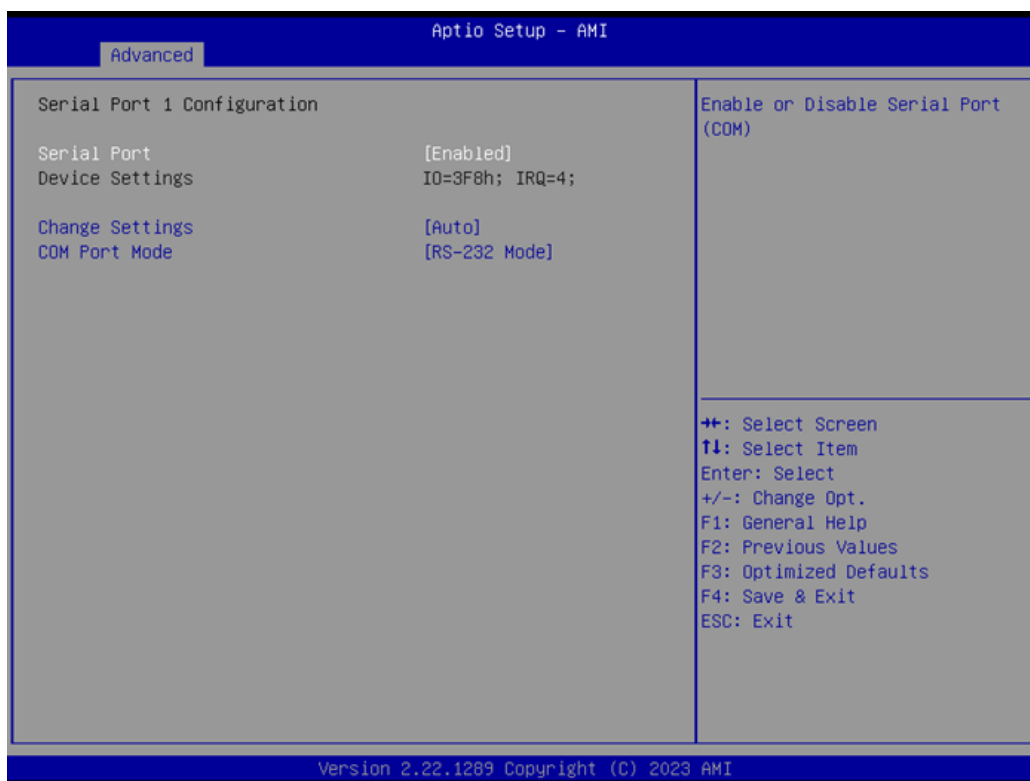 Aptio Setup - AMI
Advanced
Serial Port 1 Configuration
Serial Port [Enabled]
Device Settings IO=3F8h; IRQ=4;
Change Settings [Auto]
COM Port Mode [RS-232 Mode]
Enable or Disable Serial Port
(COM)
→←: Select Screen
↑↓: Select Item
Enter: Select
+/-: Change Opt.
F1: General Help
F2: Previous Values
F3: Optimized Defaults
F4: Save & Exit
ESC: Exit
Version 2.22.1289 Copyright (C) 2023 AMI